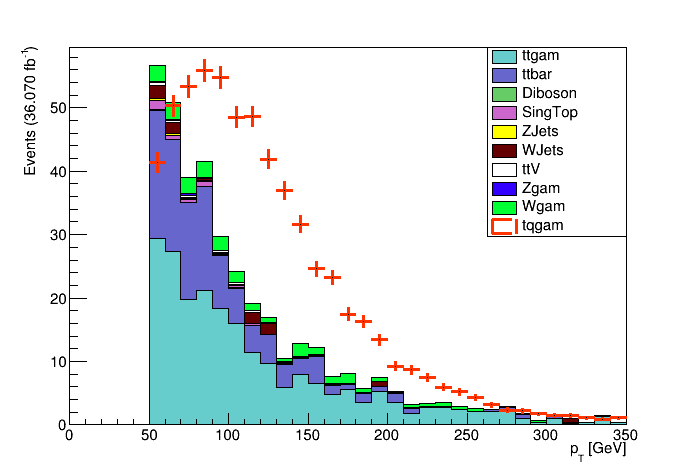 Events (36.070 fb⁻¹)
50
40
30
20
10
0
ttgam
ttbar
Diboson
SingTop
ZJets
WJets
ttV
Zgam
Wgam
tqgam
0 50 100 150 200 250 300 350
p_T [GeV]